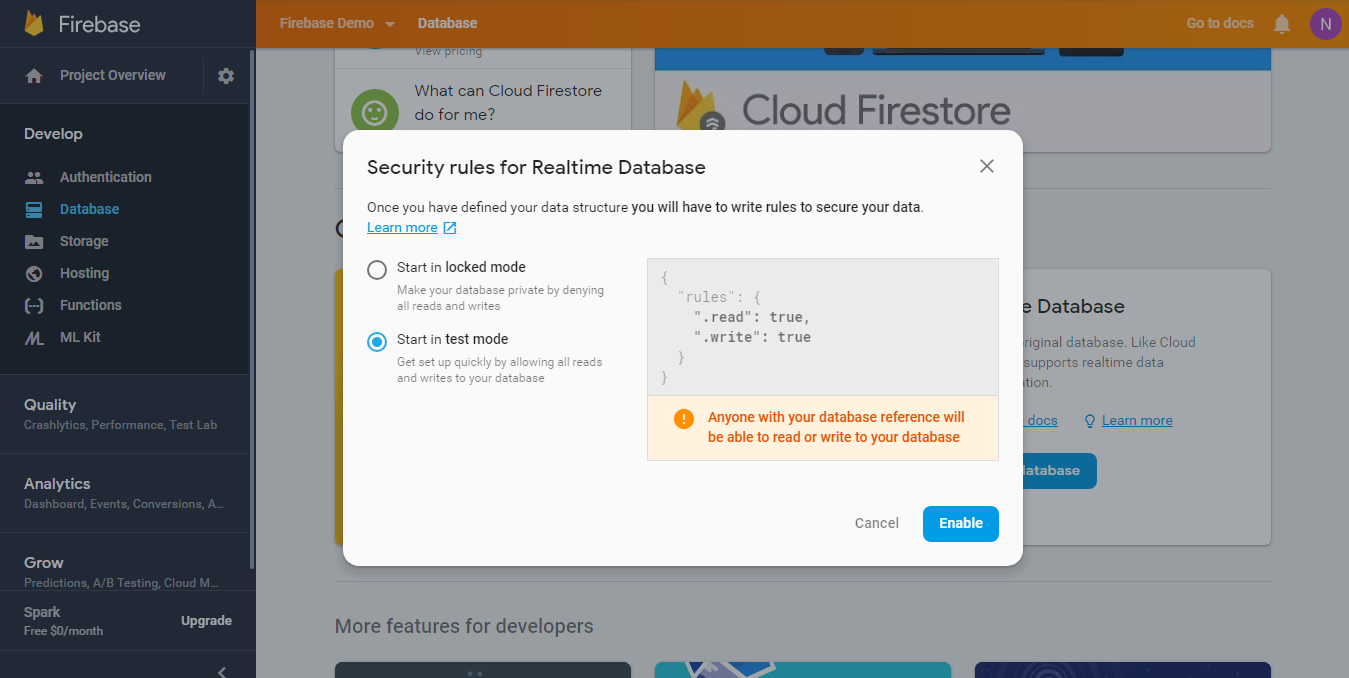 Firebase
Firebase Demo
Database
Go to docs
N
Project Overview
Develop
Authentication
Database
Storage
Hosting
Functions
ML Kit
Quality
Crashlytics, Performance, Test Lab
Analytics
Dashboard, Events, Conversions, A...
Grow
Predictions, A/B Testing, Cloud M...
Spark
Free $0/month
Upgrade
View pricing
What can Cloud Firestore
do for me?
Cloud Firestore
Security rules for Realtime Database
Once you have defined your data structure you will have to write rules to secure your data.
Learn more
Start in locked mode
Make your database private by denying
all reads and writes
Start in test mode
Get set up quickly by allowing all reads
and writes to your database
{
"rules": {
".read": true,
".write": true
}
}
Anyone with your database reference will
be able to read or write to your database
Cancel
Enable
Database
original database. Like Cloud
supports realtime data
docs
Learn more
database
More features for developers